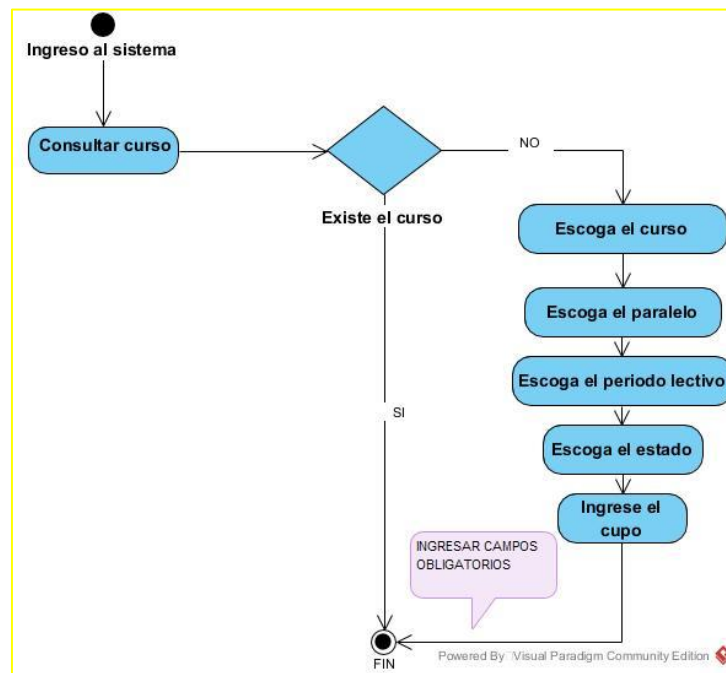 Ingreso al sistema
Consultar curso
NO
Existe el curso
Escoga el curso
Escoga el paralelo
Escoga el periodo lectivo
SI
Escoga el estado
Ingrese el
cupo
INGRESAR CAMPOS
OBLIGATORIOS
FIN
Powered By Visual Paradigm Community Edition